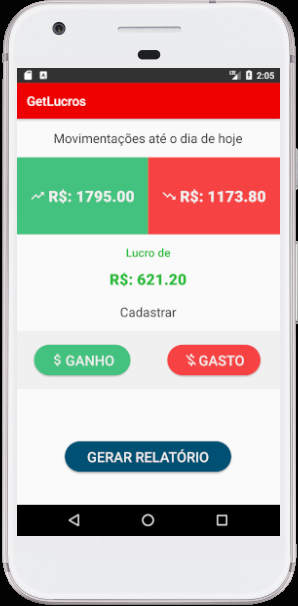 2:05
GetLucros
Movimentações até o dia de hoje
R$: 1795.00 R$: 1173.80
Lucro de
R$: 621.20
Cadastrar
$ GANHO GASTO
GERAR RELATÓRIO